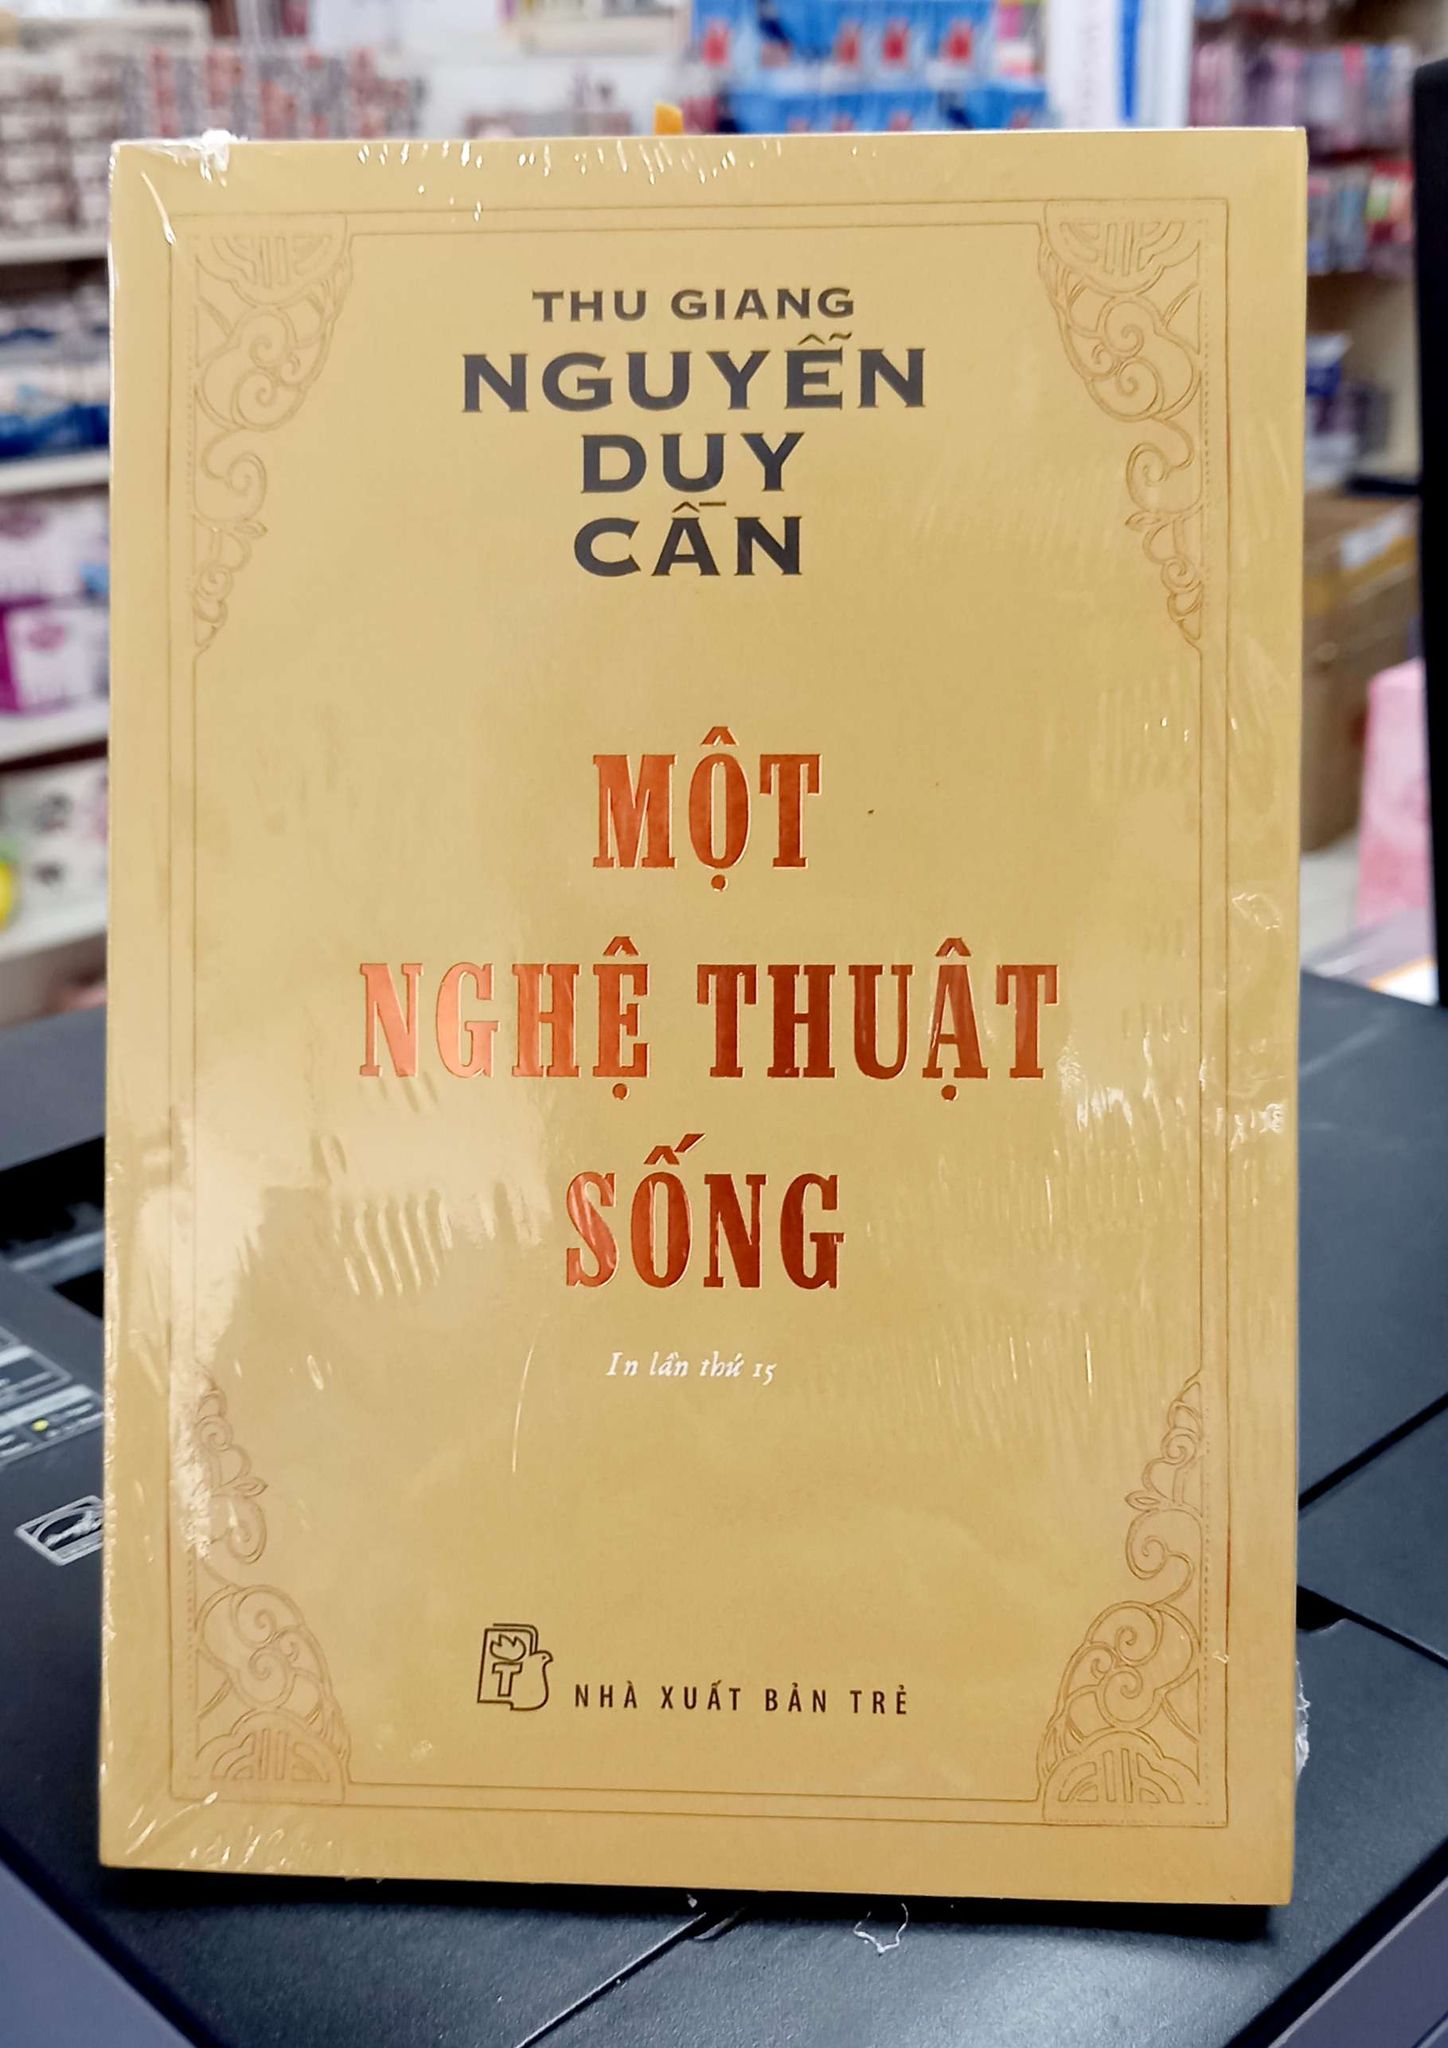 THU GIANG
NGUYỄN
DUY
CẦN
MỘT
NGHỆ THUẬT
SỐNG
In lần thứ 15
T
NHÀ XUẤT BẢN TRẺ